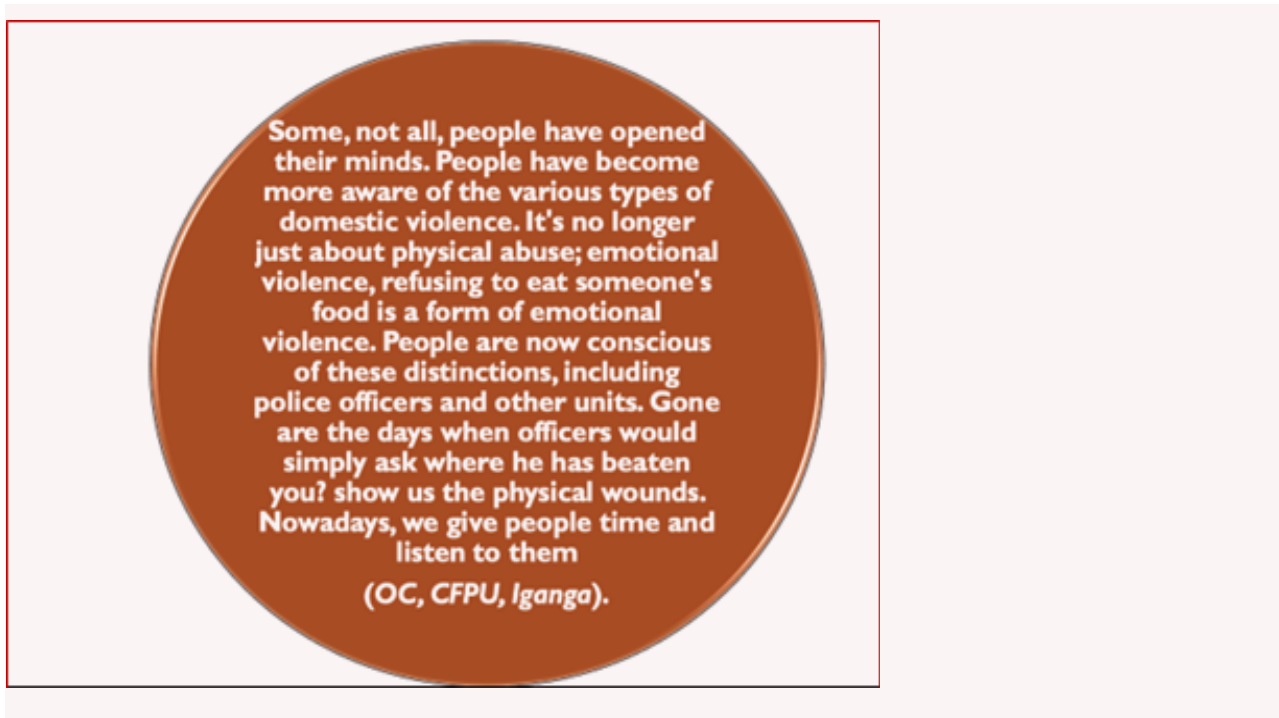 Some, not all, people have opened
their minds. People have become
more aware of the various types of
domestic violence. It's no longer
just about physical abuse; emotional
violence, refusing to eat someone's
food is a form of emotional
violence. People are now conscious
of these distinctions, including
police officers and other units. Gone
are the days when officers would
simply ask where he has beaten
you? show us the physical wounds.
Nowadays, we give people time and
listen to them
(OC, CFPU, Iganga).